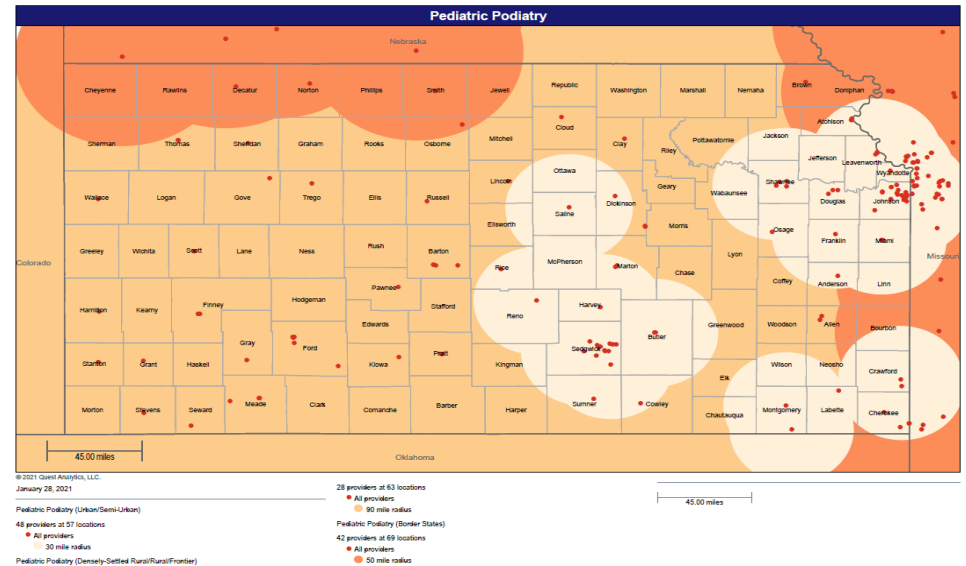 Pediatric Podiatry
Nebraska
Cheyenne Rawlins Decatur Norton Phillips Smith Jewell Republic Washington Marshall Nemaha Brown Doniphan
Atchison
Sherman Thomas Sheridan Graham Rooks Osborne Mitchell Cloud Clay Riley Pottawatomie Jackson
Jefferson Leavenworth
Wyandotte
Wallace Logan Gove Trego Ellis Russell Lincoln Ottawa Geary Wabaunsee Shawnee
Saline Dickinson Douglas Johnson
Ellsworth Morris Osage
Greeley Wichita Scott Lane Ness Rush Barton McPherson Marion Lyon Franklin Miami
Colorado Missouri
Rice Chase
Pawnee Coffey Anderson Linn
Hamilton Kearny Finney Hodgeman Stafford Reno Harvey
Edwards Butler Greenwood Woodson Allen Bourbon
Gray Ford Sedgwick
Stanton Grant Haskell Kiowa Pratt Kingman Elk Wilson Neosho Crawford
Morton Stevens Seward Meade Clark Comanche Barber Harper Sumner Cowley Chautauqua Montgomery Labette Cherokee
45.00 miles
Oklahoma
© 2021 Quest Analytics, LLC.
January 28, 2021
Pediatric Podiatry (Urban/Semi-Urban)
48 providers at 57 locations
All providers
30 mile radius
Pediatric Podiatry (Densely-Settled Rural/Rural/Frontier)
28 providers at 63 locations
All providers
90 mile radius
Pediatric Podiatry (Border States)
42 providers at 69 locations
All providers
50 mile radius
45.00 miles